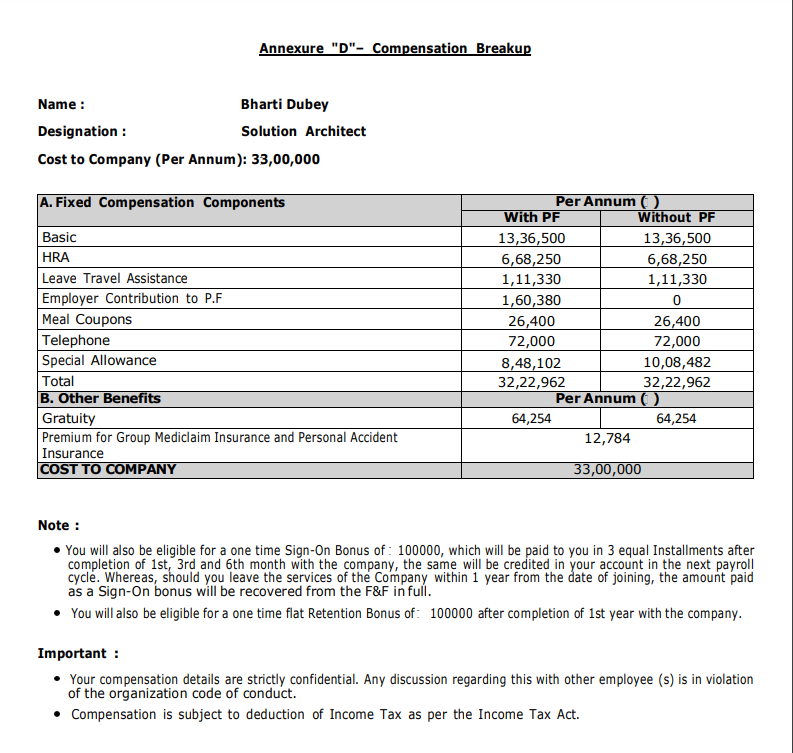 Annexure "D"– Compensation Breakup
Name : Bharti Dubey
Designation : Solution Architect
Cost to Company (Per Annum): 33,00,000
A. Fixed Compensation Components Per Annum ( )
With PF Without PF
Basic 13,36,500 13,36,500
HRA 6,68,250 6,68,250
Leave Travel Assistance 1,11,330 1,11,330
Employer Contribution to P.F 1,60,380 0
Meal Coupons 26,400 26,400
Telephone 72,000 72,000
Special Allowance 8,48,102 10,08,482
Total 32,22,962 32,22,962
B. Other Benefits Per Annum ( )
Gratuity 64,254 64,254
Premium for Group Mediclaim Insurance and Personal Accident 12,784
Insurance
COST TO COMPANY 33,00,000
Note :
• You will also be eligible for a one time Sign-On Bonus of : 100000, which will be paid to you in 3 equal Installments after
completion of 1st, 3rd and 6th month with the company, the same will be credited in your account in the next payroll
cycle. Whereas, should you leave the services of the Company within 1 year from the date of joining, the amount paid
as a Sign-On bonus will be recovered from the F&F in full.
• You will also be eligible for a one time flat Retention Bonus of : 100000 after completion of 1st year with the company.
Important :
• Your compensation details are strictly confidential. Any discussion regarding this with other employee (s) is in violation
of the organization code of conduct.
• Compensation is subject to deduction of Income Tax as per the Income Tax Act.